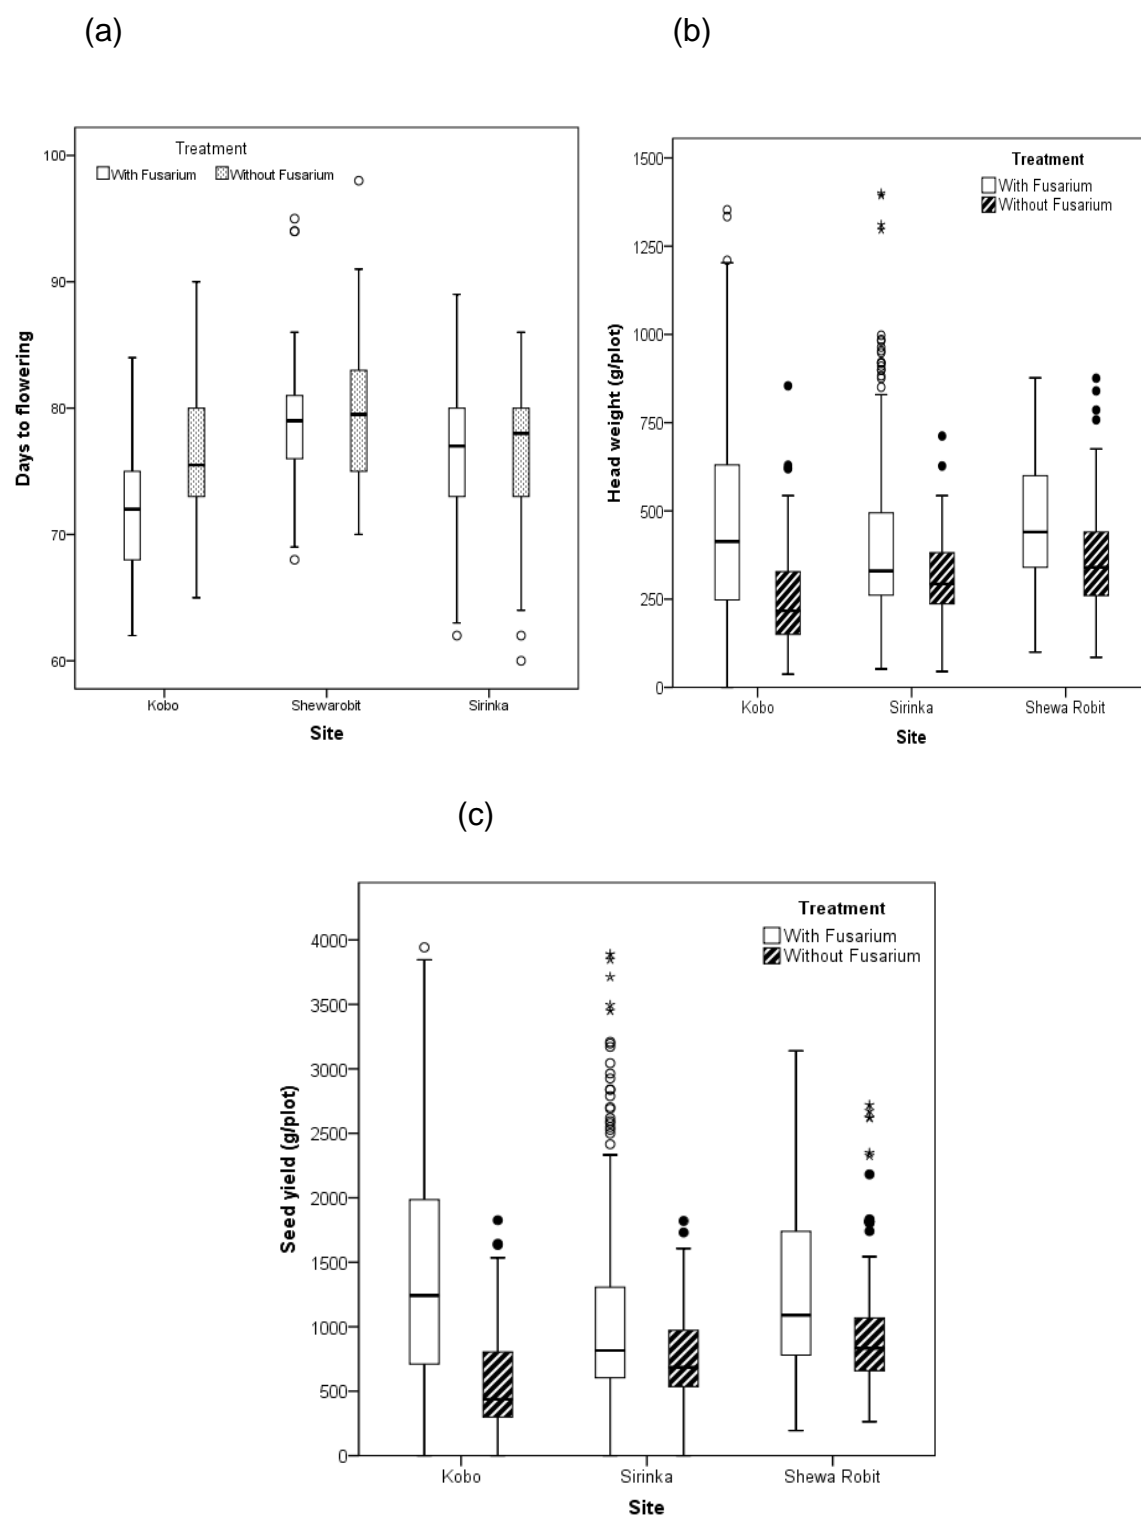 (a)
(b)
Treatment
With Fusarium Without Fusarium
100
90
80
70
60
Days to flowering
Kobo Shewarobit Sirinka
Site
Treatment
With Fusarium
Without Fusarium
1500
1250
1000
750
500
250
0
Head weight (g/plot)
Kobo Sirinka Shewa Robit
Site
(c)
Treatment
With Fusarium
Without Fusarium
4000
3500
3000
2500
2000
1500
1000
500
0
Seed yield (g/plot)
Kobo Sirinka Shewa Robit
Site